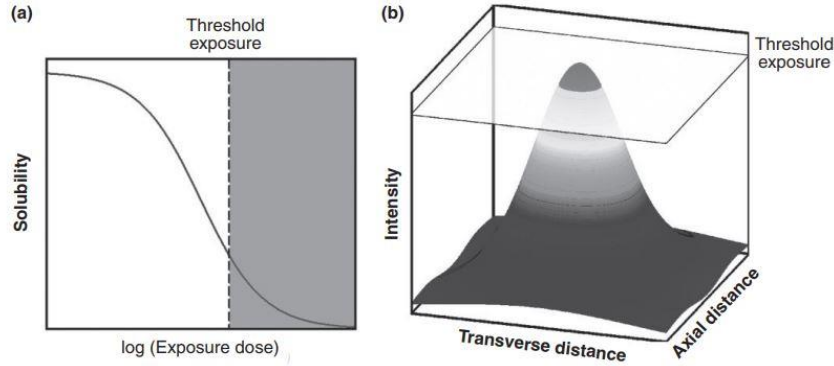 (a)
Threshold
exposure
Solubility
log (Exposure dose)
(b)
Threshold
exposure
Intensity
Transverse distance
Axial distance